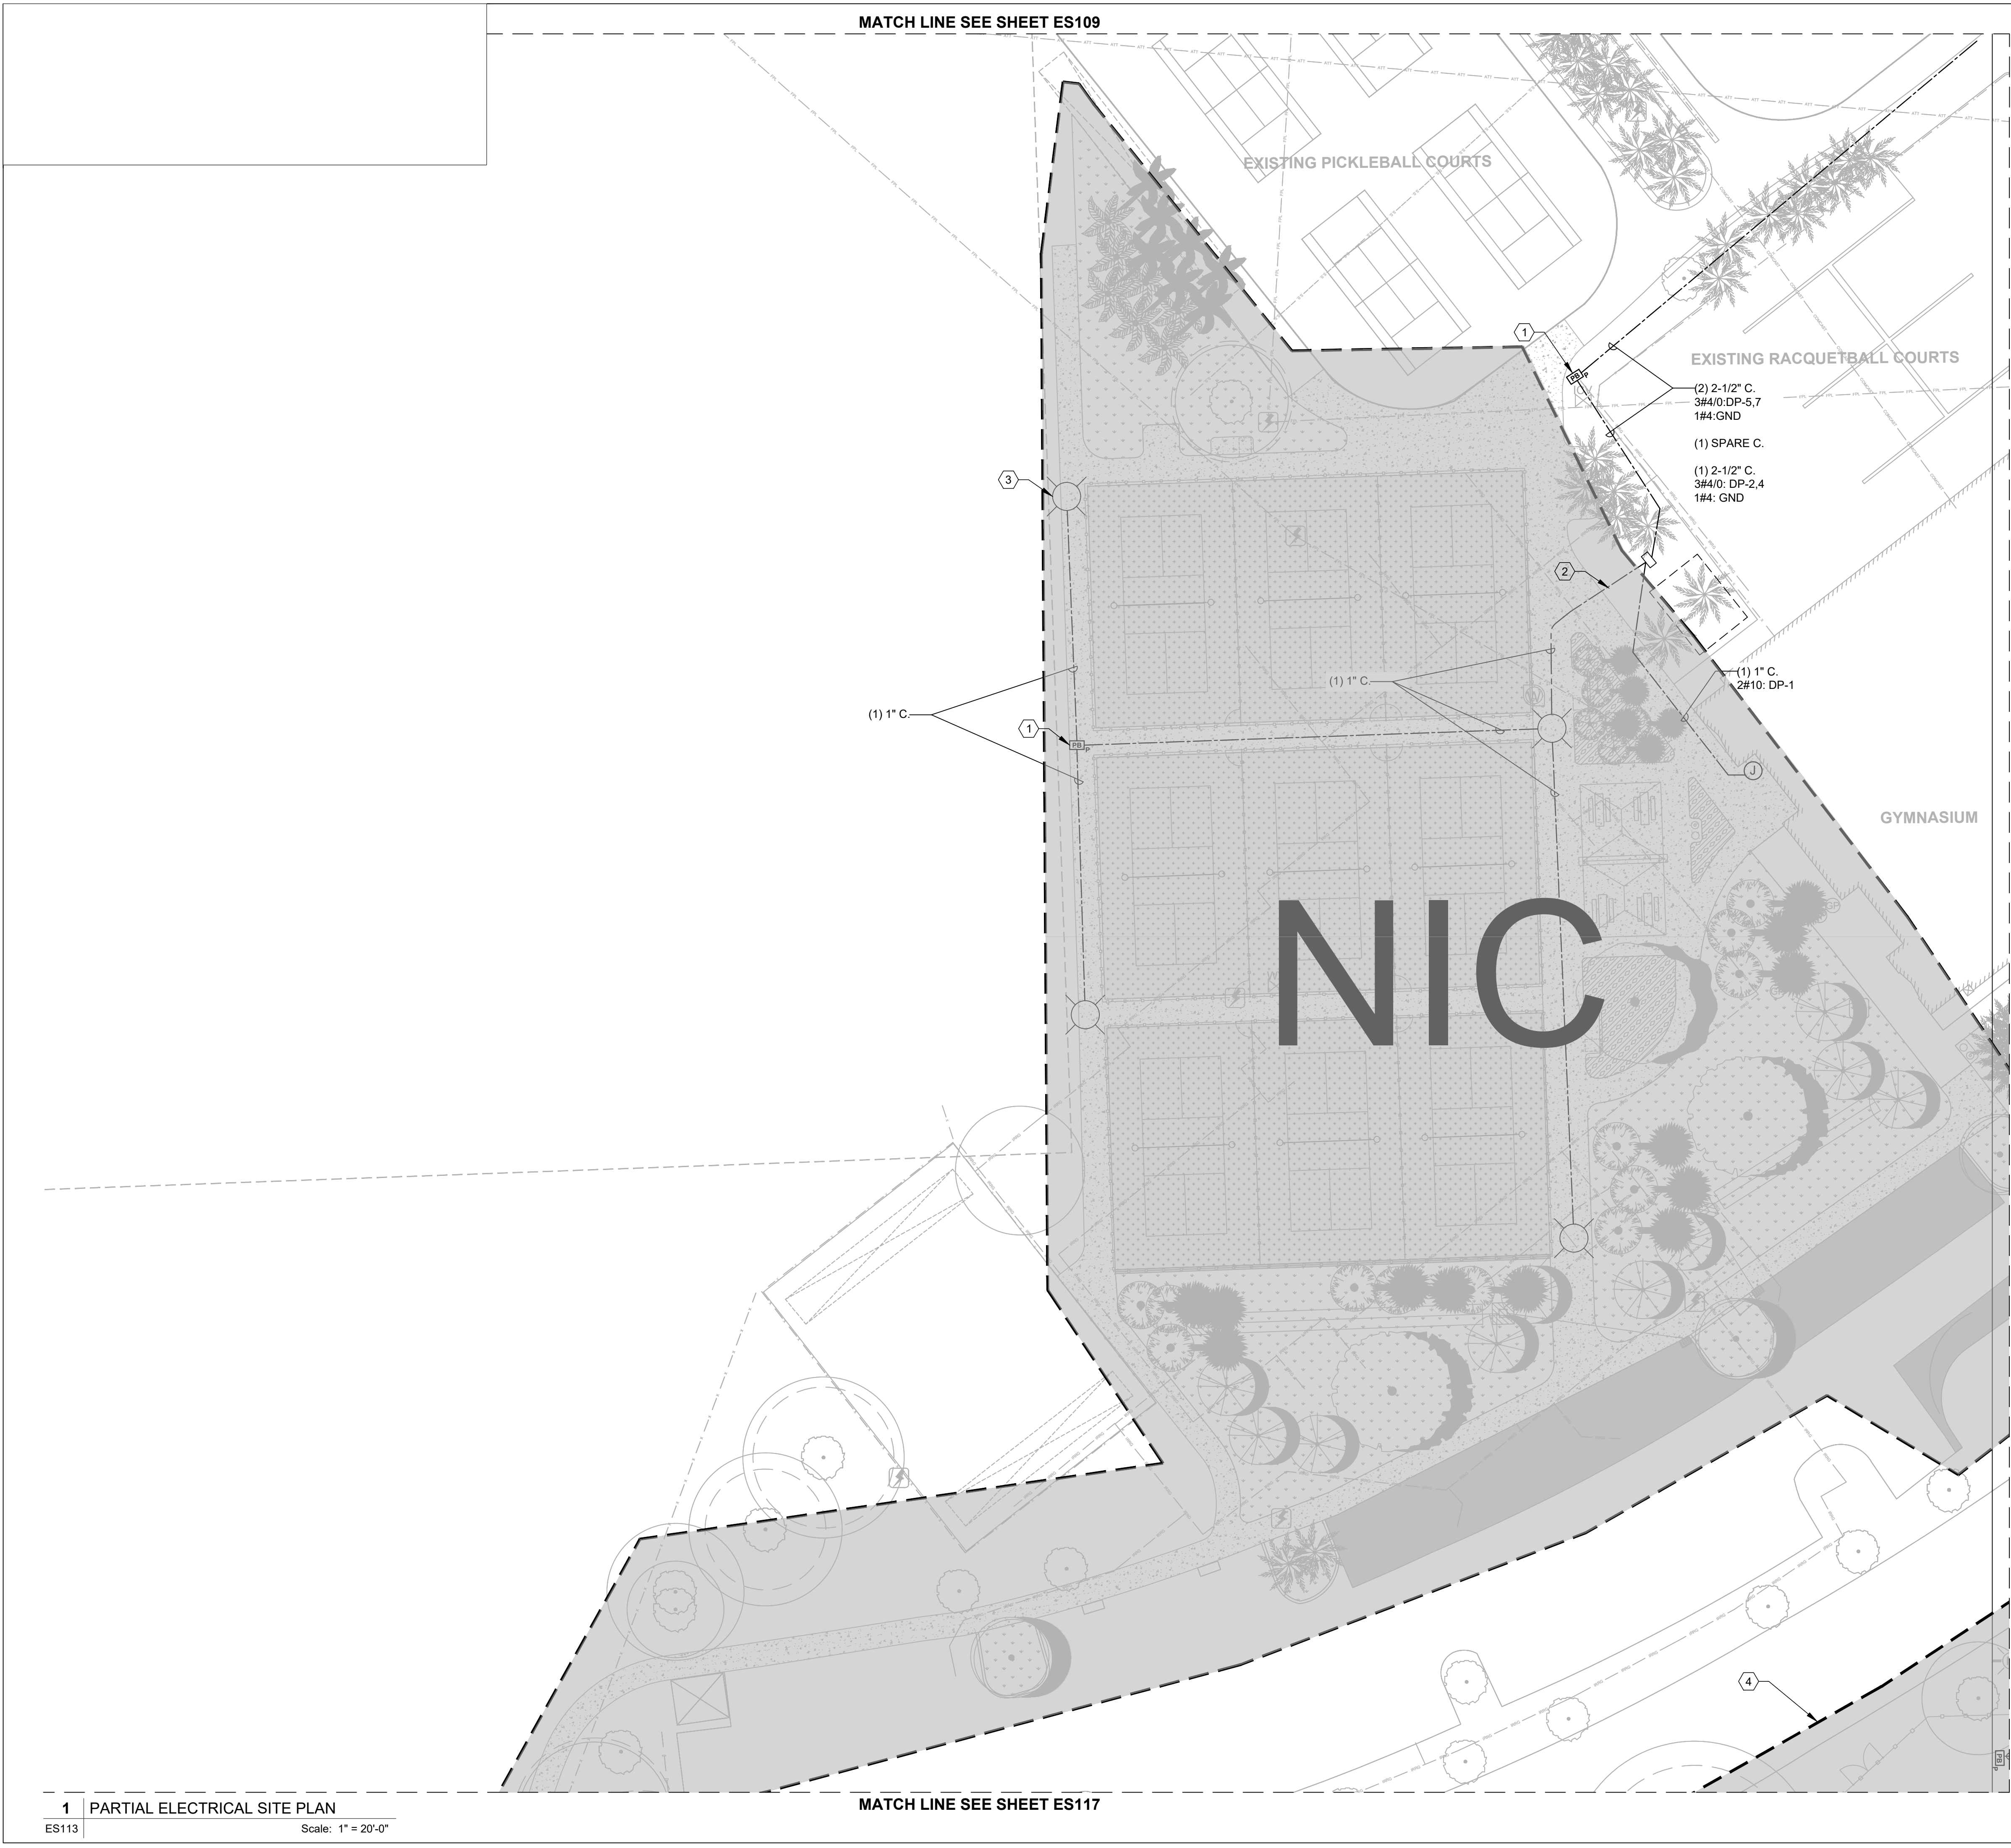 MATCH LINE SEE SHEET ES109
EXISTING PICKLEBALL COURTS
1
EXISTING RACQUETBALL COURTS
PB
P
(2) 2-1/2" C.
3#4/0:DP-5,7
1#4:GND
(1) SPARE C.
(1) 2-1/2" C.
3#4/0: DP-2,4
1#4: GND
3
2
(1) 1" C.
2#10: DP-1
(1) 1" C.
(1) 1" C.
W
1
PB
P
J
GYMNASIUM
NIC
4
PB
P
1
PARTIAL ELECTRICAL SITE PLAN
ES113
Scale: 1" = 20'-0"
MATCH LINE SEE SHEET ES117